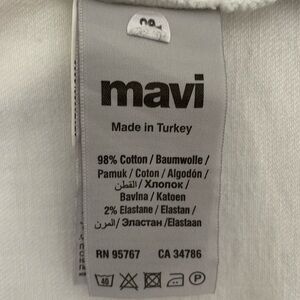 mavi
Made in Turkey
98% Cotton / Baumwolle /
Pamuk / Coton / Algodón /
القطن / Хлопок /
Bavlna / Katoen
2% Elastane / Elastan /
المرن / Эластан / Elastaan
RN 95767 CA 34786
40 P